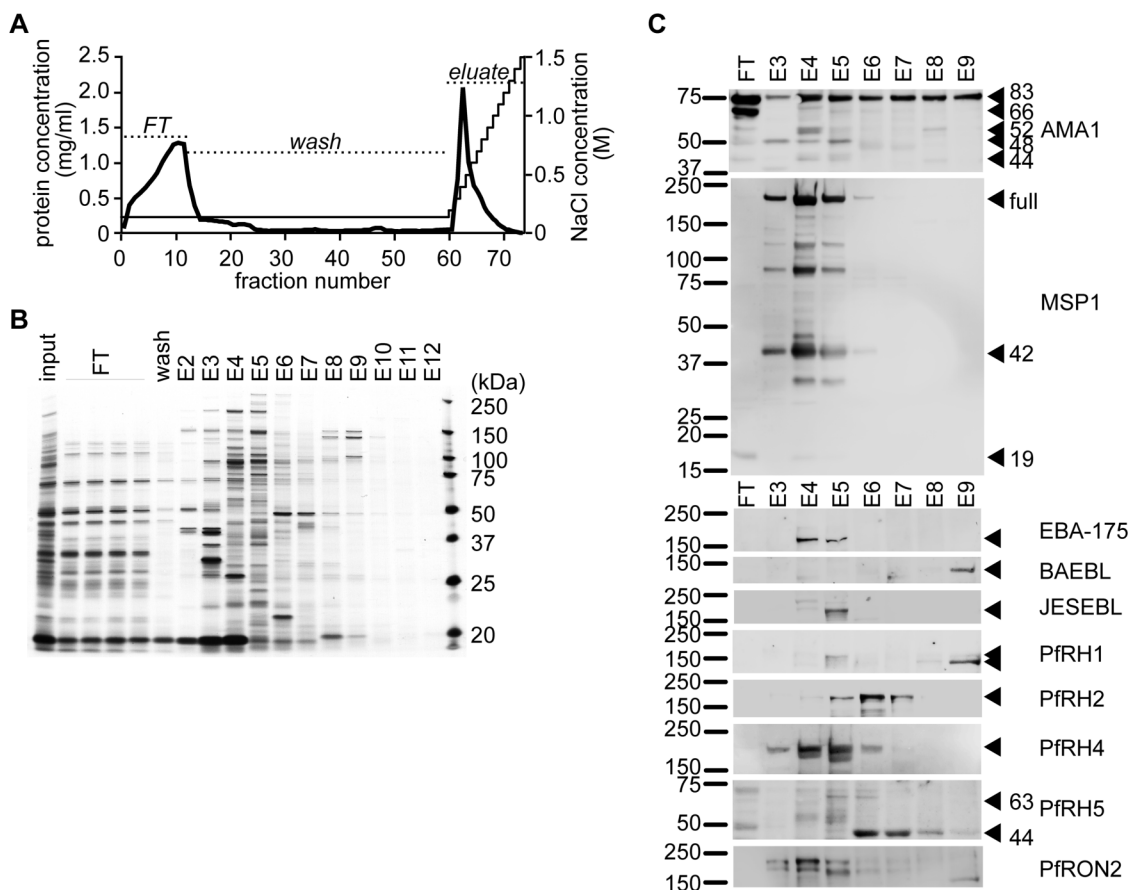 A
protein concentration
(mg/ml)
2.5
2.0
1.5
1.0
0.5
0
FT
wash
eluate
1.5
1.0
0.5
0
NaCl concentration
(M)
0 10 20 30 40 50 60 70
fraction number
B
input
FT
wash
E2
E3
E4
E5
E6
E7
E8
E9
E10
E11
E12
(kDa)
250
150
100
75
50
37
25
20
C
FT E3 E4 E5 E6 E7 E8 E9
75
50
37
83
66
52
48
44
AMA1
250
150
100
75
50
37
25
20
15
full
42
19
MSP1
FT E3 E4 E5 E6 E7 E8 E9
250
150
EBA-175
150
BAEBL
250
150
JESEBL
250
150
PfRH1
250
150
PfRH2
250
150
PfRH4
75
50
63
44
PfRH5
250
150
PfRON2